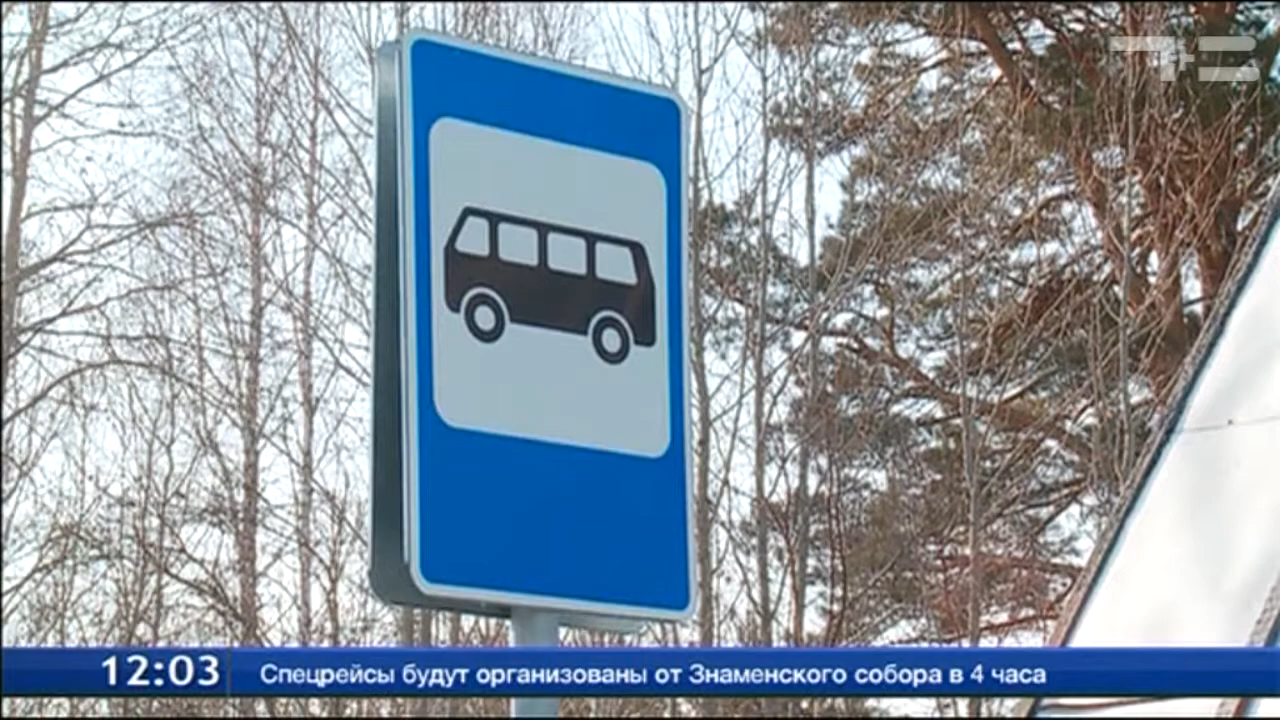 T+B
12:03 Спецрейсы будут организованы от Знаменского собора в 4 часа